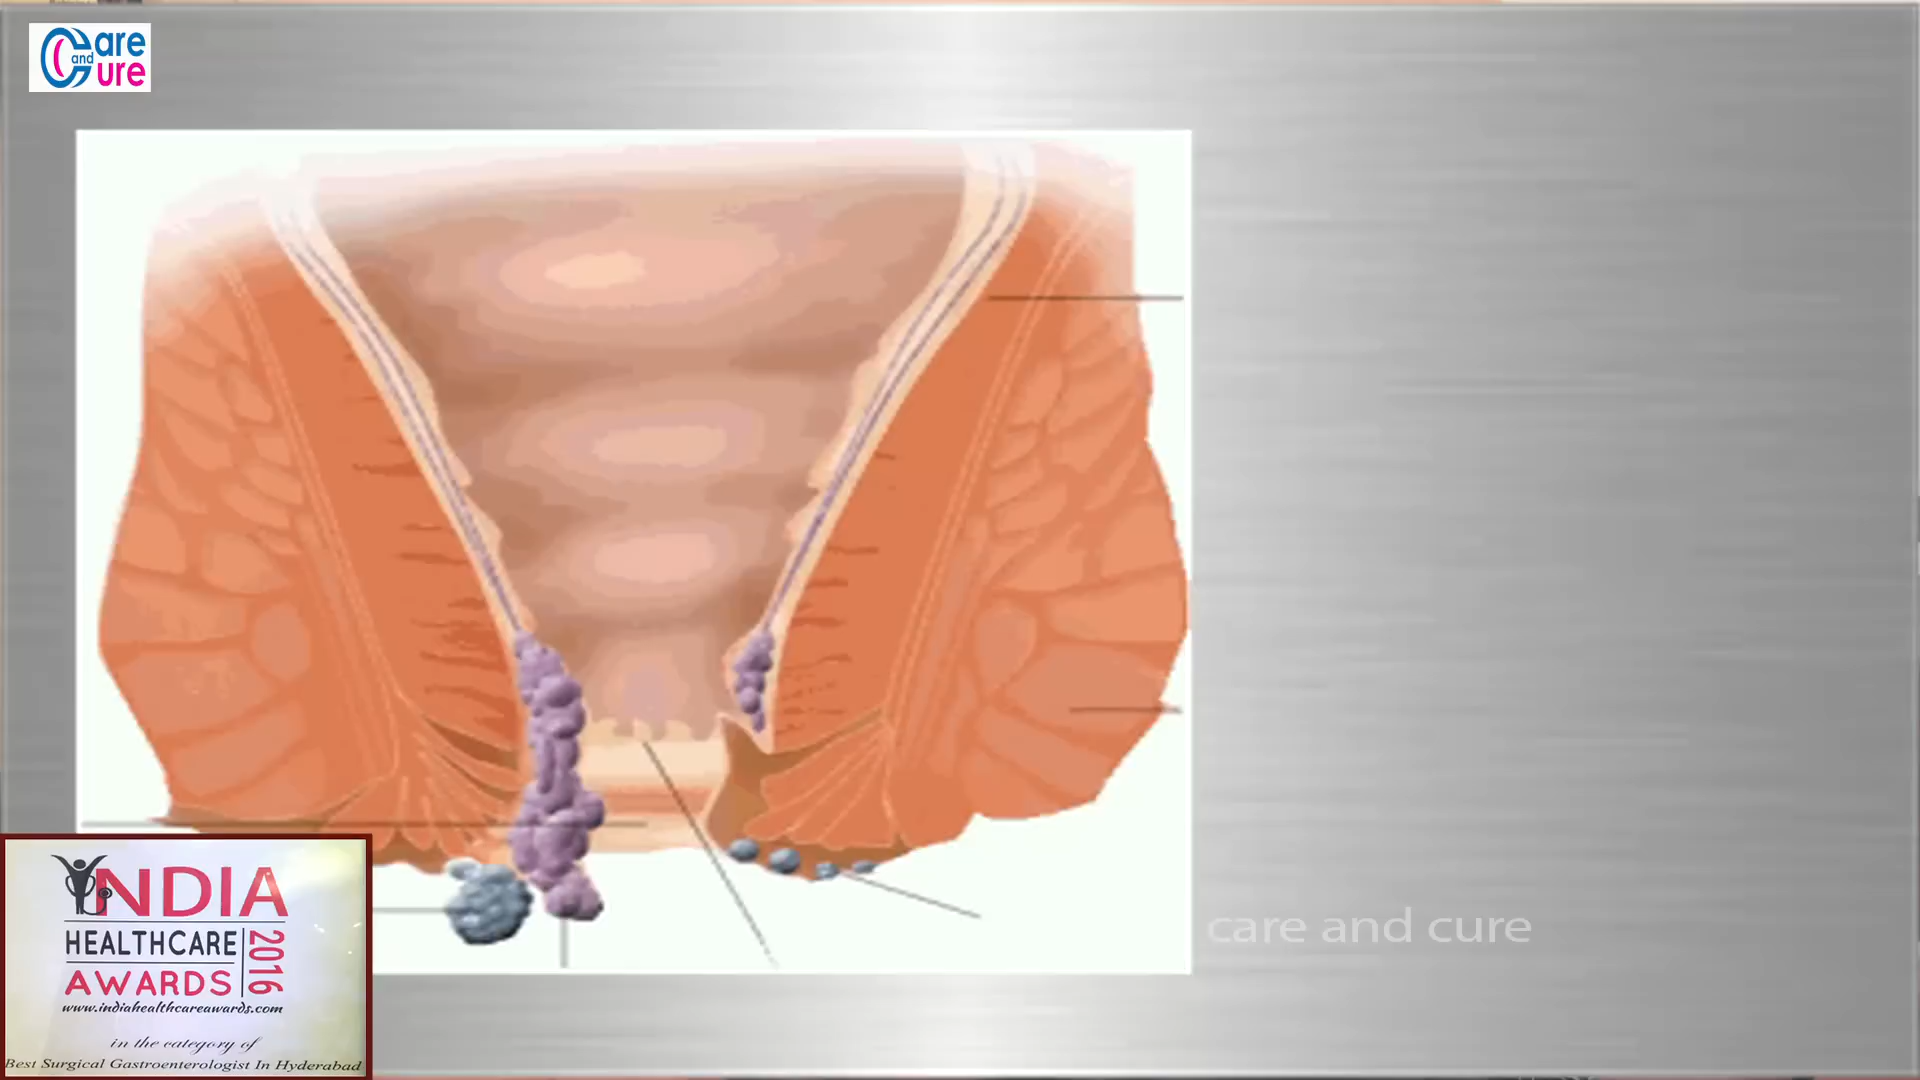 Care
and
Cure
INDIA
HEALTHCARE
AWARDS
2016
www.indiahealthcareawards.com
in the category of
Best Surgical Gastroenterologist In Hyderabad
care and cure